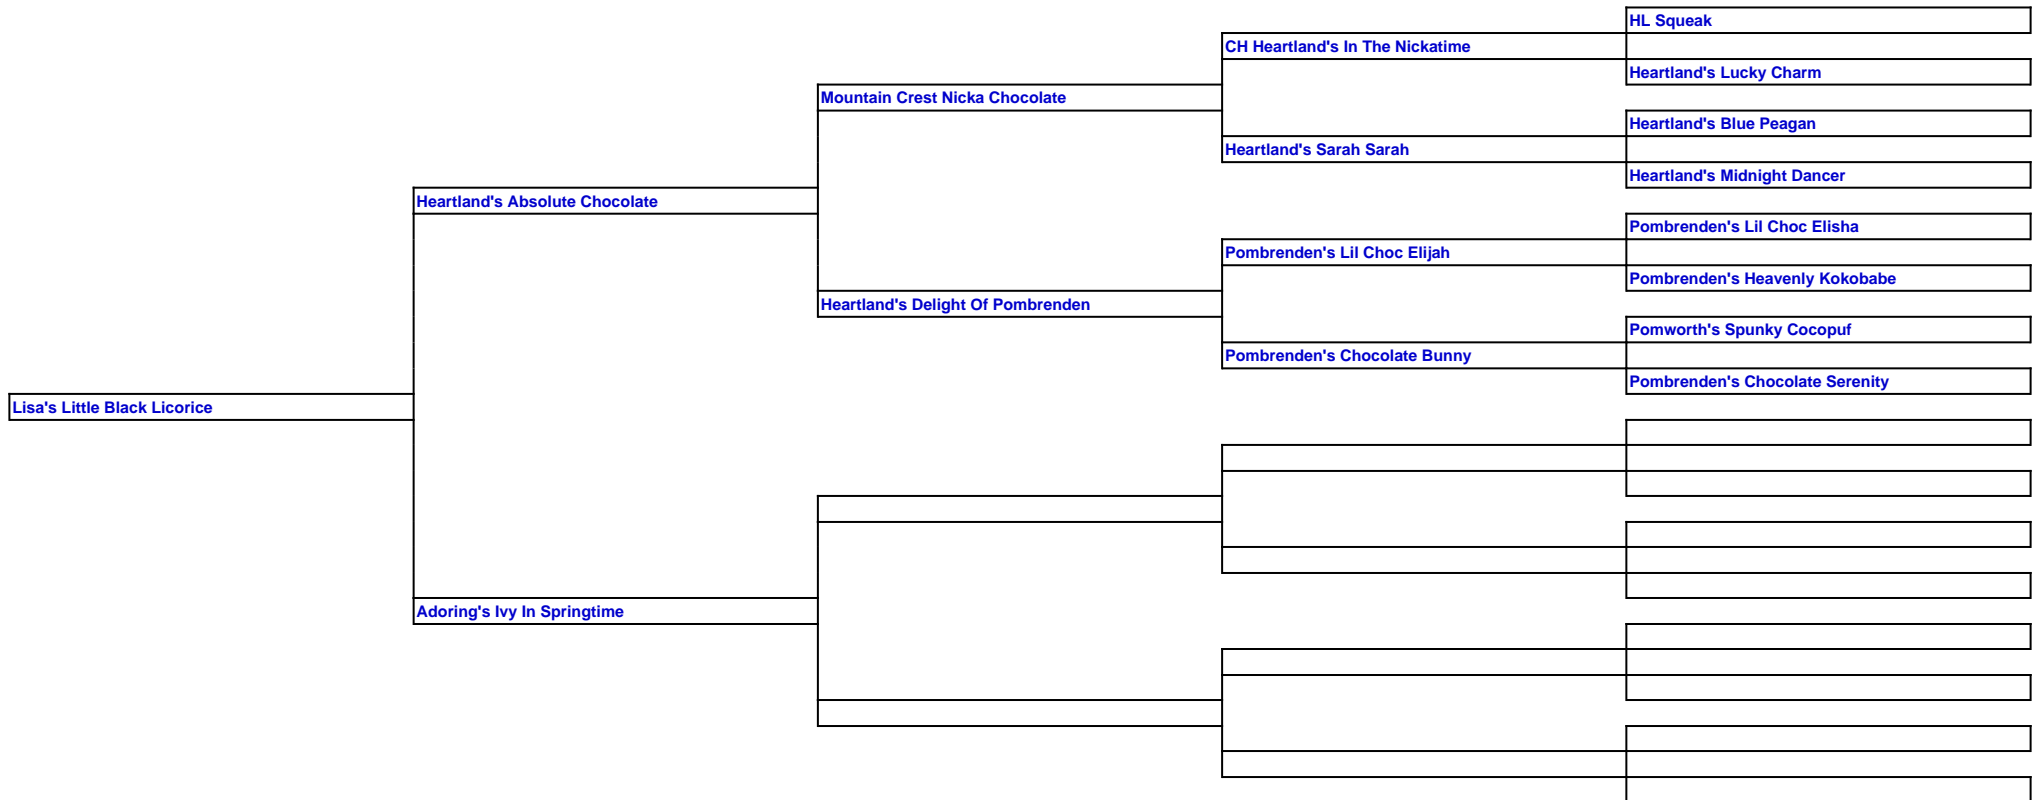 HL Squeak
CH Heartland's In The Nickatime
Heartland's Lucky Charm
Mountain Crest Nicka Chocolate
Heartland's Blue Peagan
Heartland's Sarah Sarah
Heartland's Midnight Dancer
Heartland's Absolute Chocolate
Pombrenden's Lil Choc Elisha
Pombrenden's Lil Choc Elijah
Pombrenden's Heavenly Kokobabe
Heartland's Delight Of Pombrenden
Pomworth's Spunky Cocopuf
Pombrenden's Chocolate Bunny
Pombrenden's Chocolate Serenity
Lisa's Little Black Licorice
Adoring's Ivy In Springtime